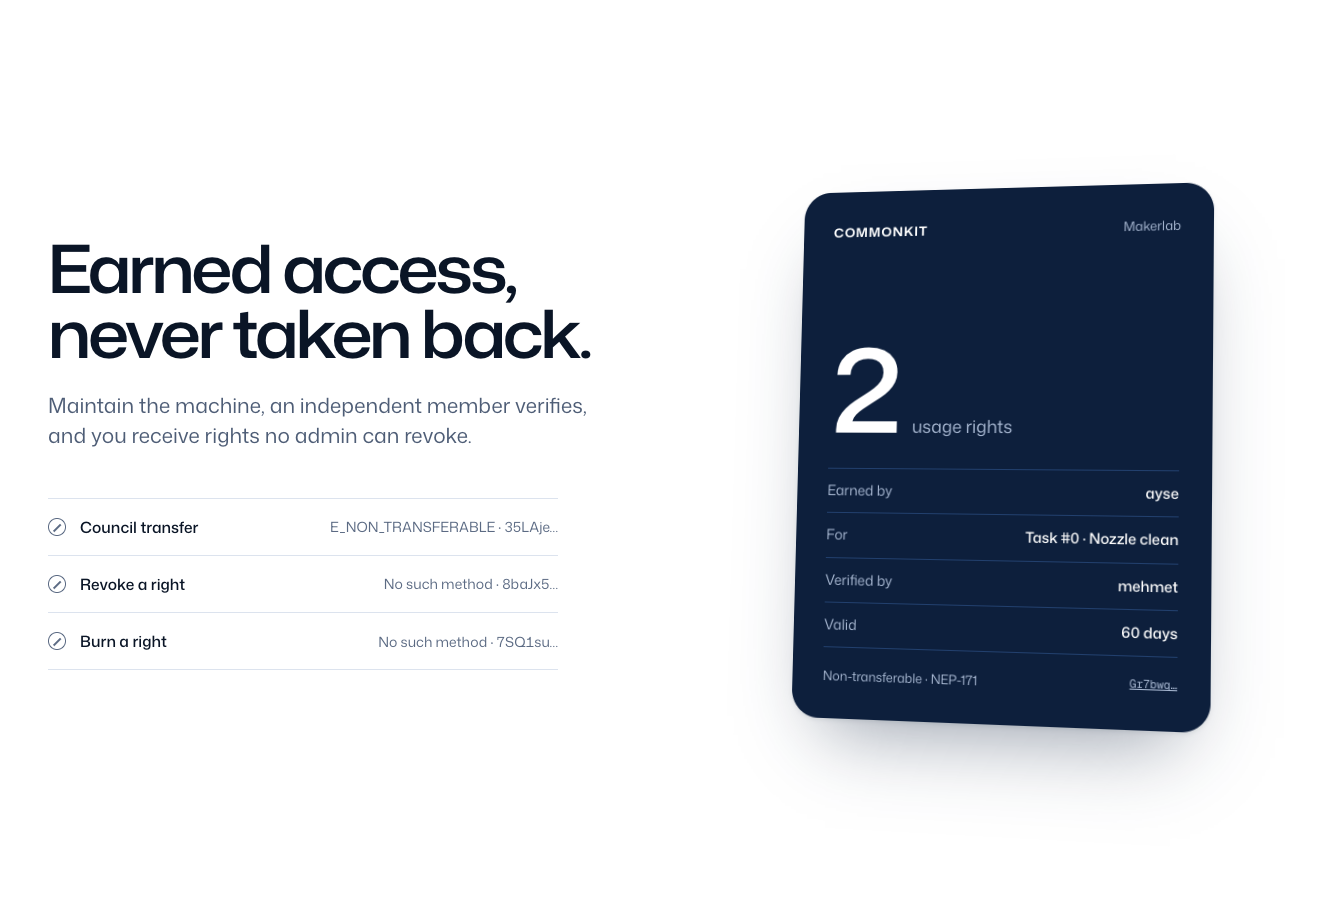 Earned access,
never taken back.
Maintain the machine, an independent member verifies,
and you receive rights no admin can revoke.
Council transfer E_NON_TRANSFERABLE · 35LAje…
Revoke a right No such method · 8baJx5…
Burn a right No such method · 7SQ1su…
COMMONKIT Makerlab
2 usage rights
Earned by ayse
For Task #0 · Nozzle clean
Verified by mehmet
Valid 60 days
Non-transferable · NEP-171 Gr7bwq…